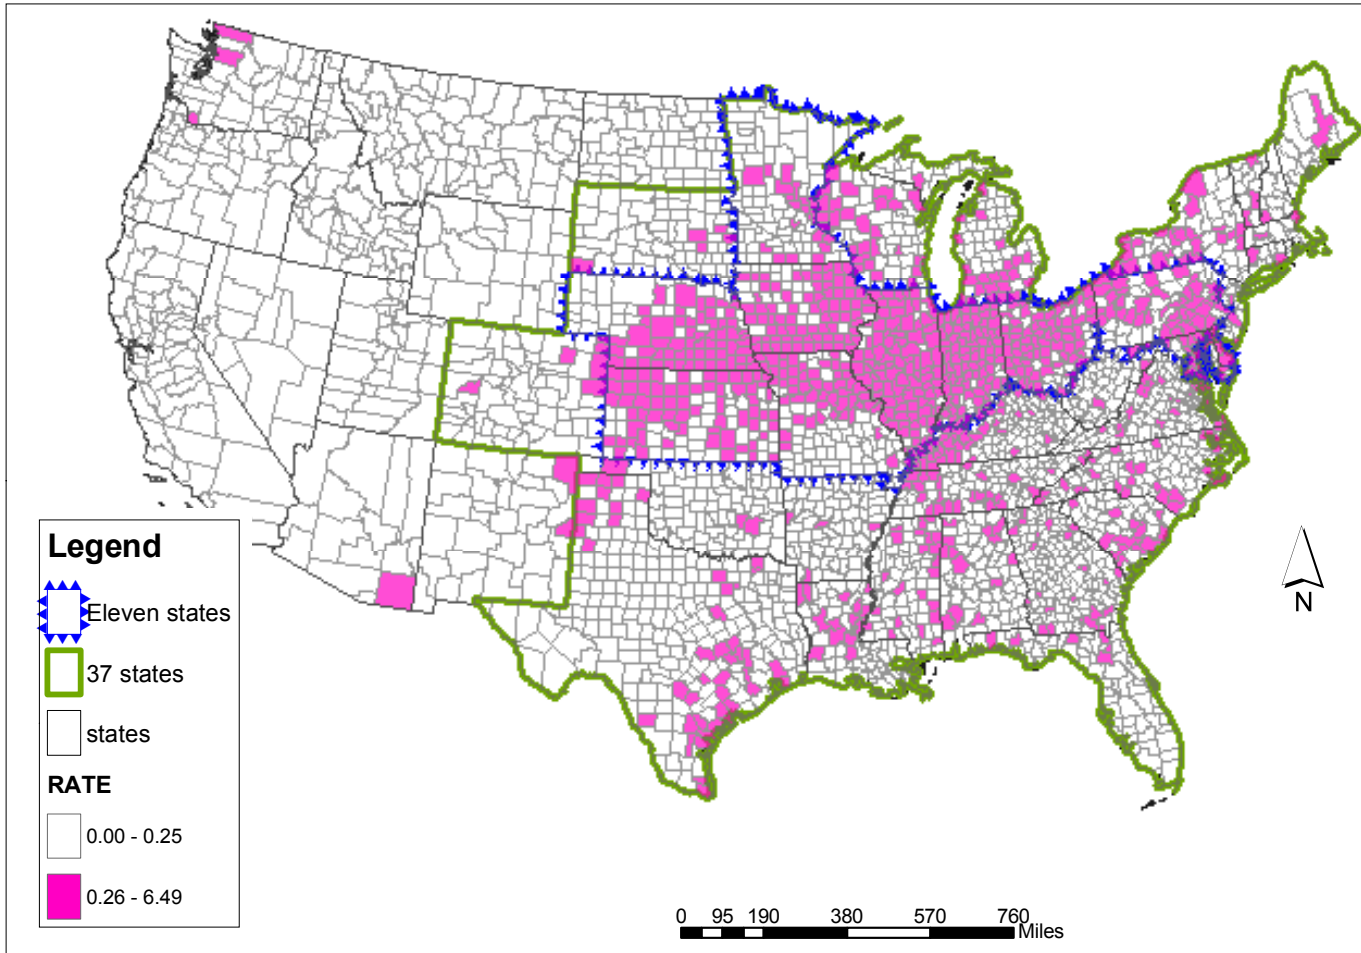 Legend
Eleven states
37 states
states
RATE
0.00 - 0.25
0.26 - 6.49
N
0 95 190 380 570 760
Miles